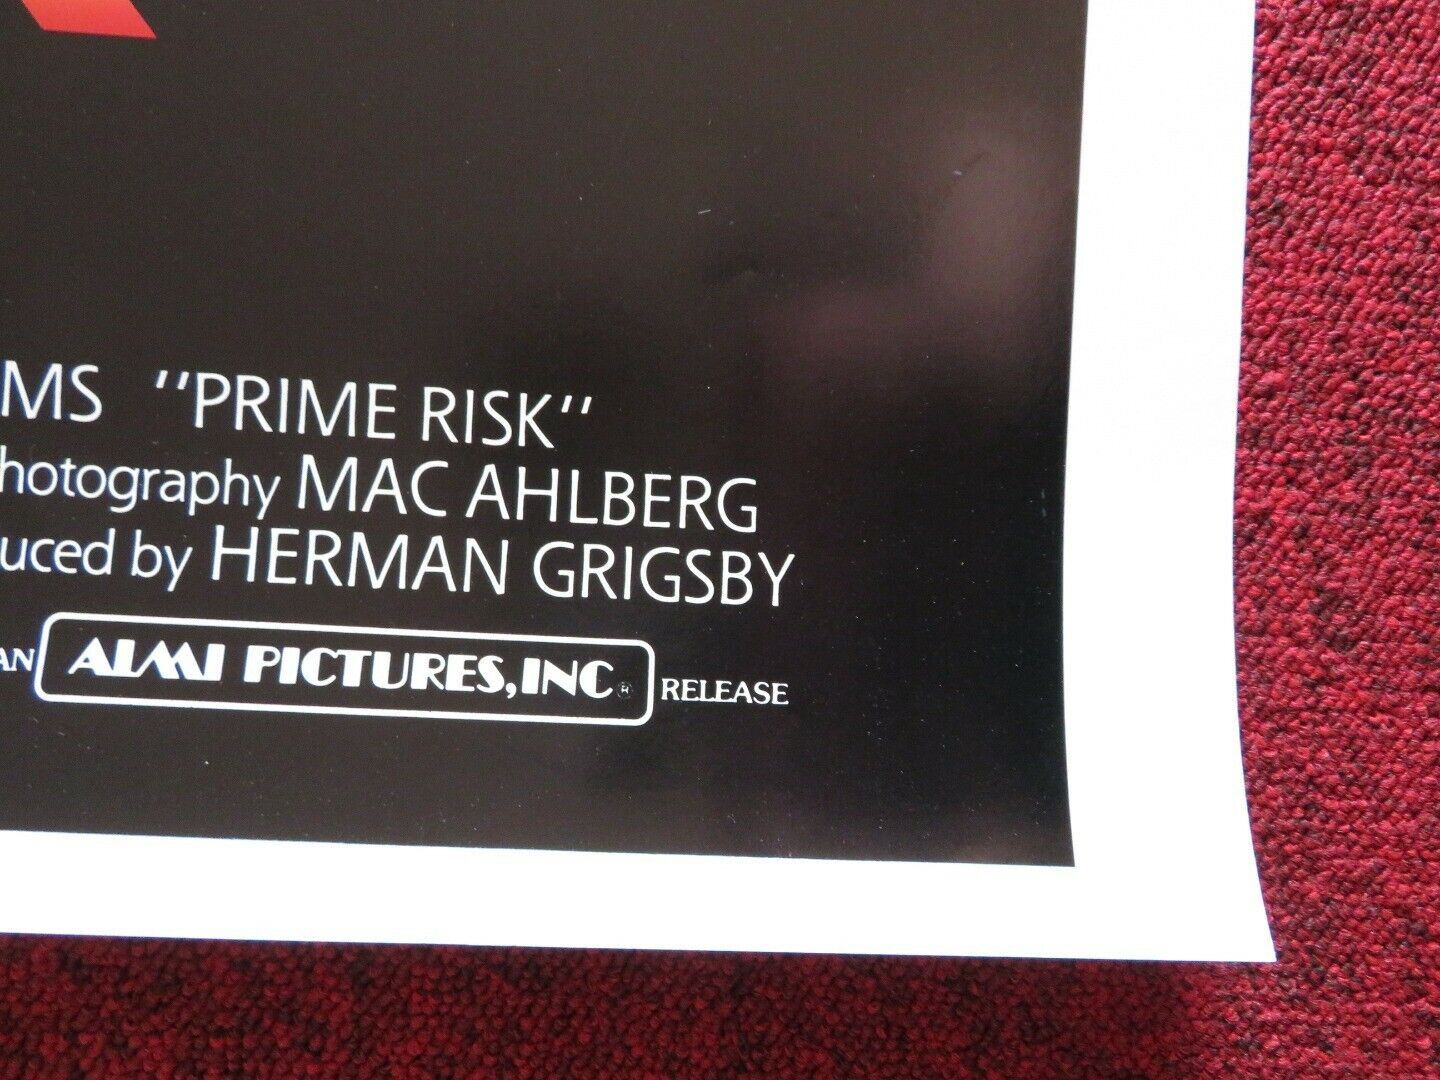 MS "PRIME RISK"
hotography MAC AHLBERG
uced by HERMAN GRIGSBY
AN ALMI PICTURES, INC. ® RELEASE